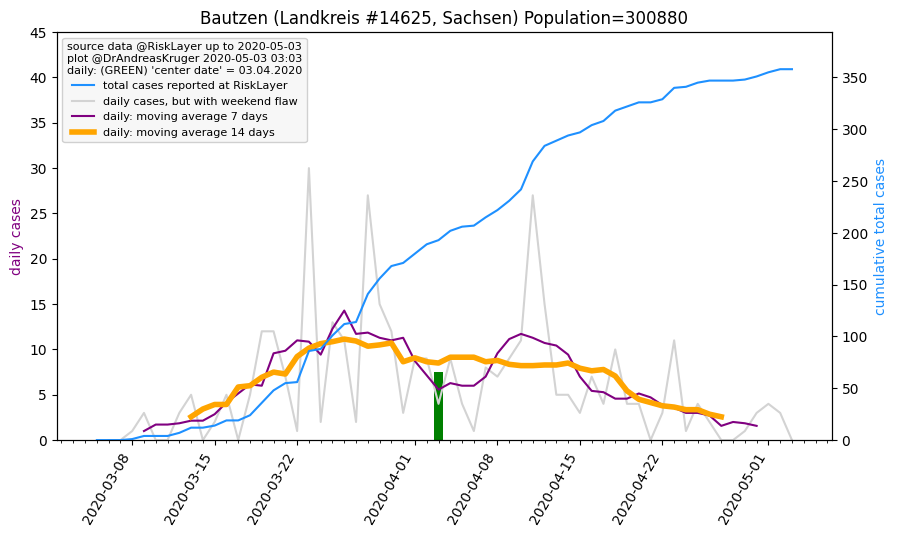 Bautzen (Landkreis #14625, Sachsen) Population=300880
source data @RiskLayer up to 2020-05-03
plot @DrAndreasKruger 2020-05-03 03:03
daily: (GREEN) 'center date' = 03.04.2020
total cases reported at RiskLayer
daily cases, but with weekend flaw
daily: moving average 7 days
daily: moving average 14 days
daily cases
45
40
35
30
25
20
15
10
5
0
cumulative total cases
350
300
250
200
150
100
50
0
2020-03-08
2020-03-15
2020-03-22
2020-04-01
2020-04-08
2020-04-15
2020-04-22
2020-05-01